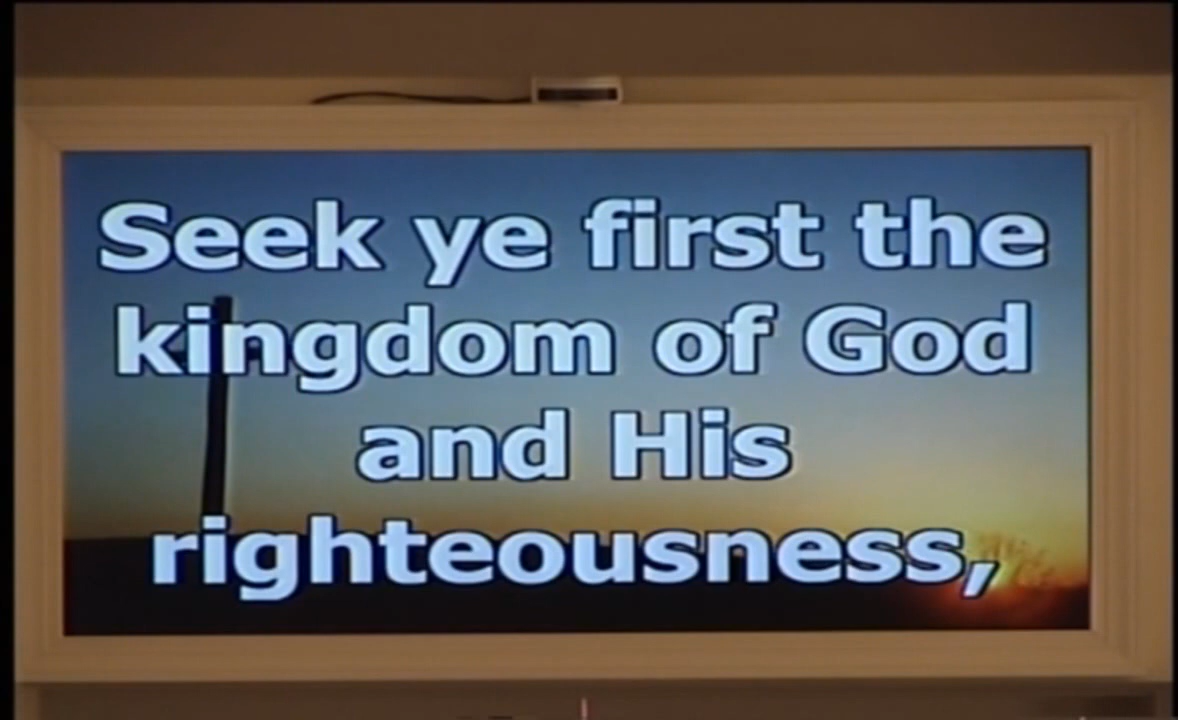 Seek ye first the
kingdom of God
and His
righteousness,